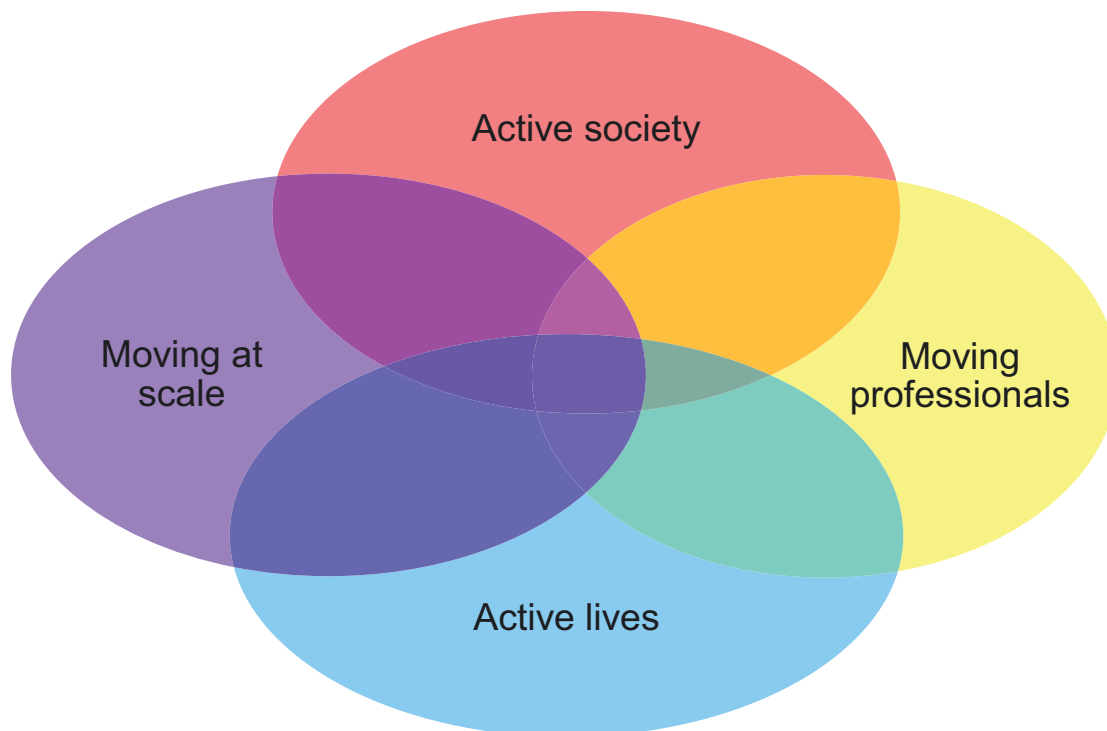 Active society
Moving at
scale
Moving
professionals
Active lives